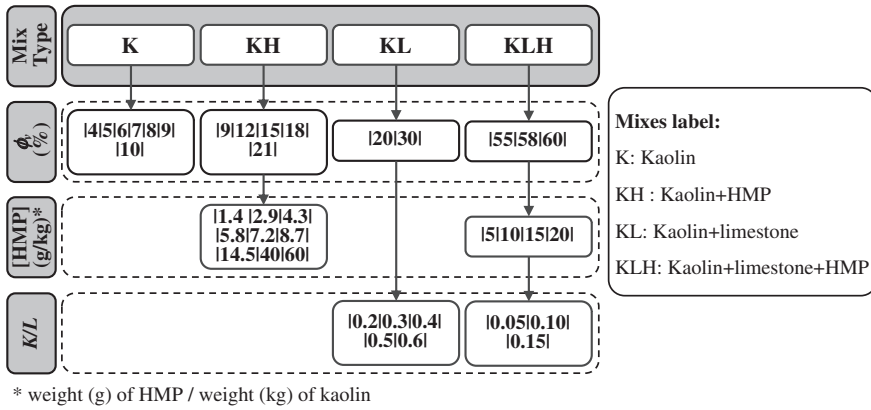 Mix Type
K
KH
KL
KLH
ϕv (%)
|4|5|6|7|8|9|
|10|
|9|12|15|18|
|21|
|20|30|
|55|58|60|
[HMP] (g/kg)*
|1.4 |2.9|4.3|
|5.8|7.2|8.7|
|14.5|40|60|
|5|10|15|20|
K/L
|0.2|0.3|0.4|
|0.5|0.6|
|0.05|0.10|
|0.15|
Mixes label:
K: Kaolin
KH : Kaolin+HMP
KL: Kaolin+limestone
KLH: Kaolin+limestone+HMP
* weight (g) of HMP / weight (kg) of kaolin